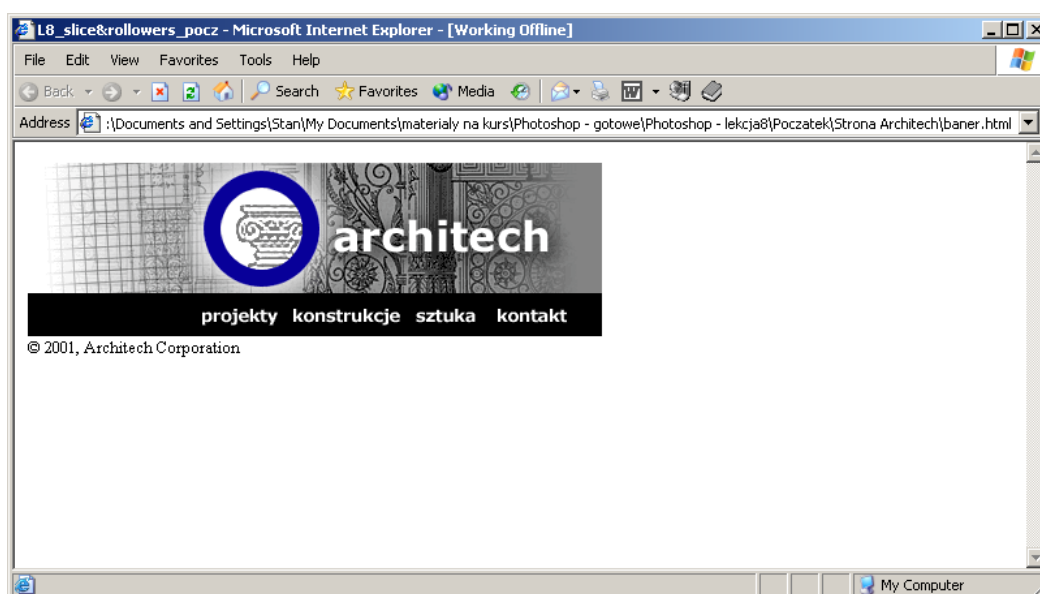 L8_slice&rollowers_pocz - Microsoft Internet Explorer - [Working Offline]
File Edit View Favorites Tools Help
Back Search Favorites Media
Address :\Documents and Settings\Stan\My Documents\materialy na kurs\Photoshop - gotowe\Photoshop - lekcja8\Poczatek\Strona Architech\baner.html
architech
projekty konstrukcje sztuka kontakt
© 2001, Architech Corporation
My Computer